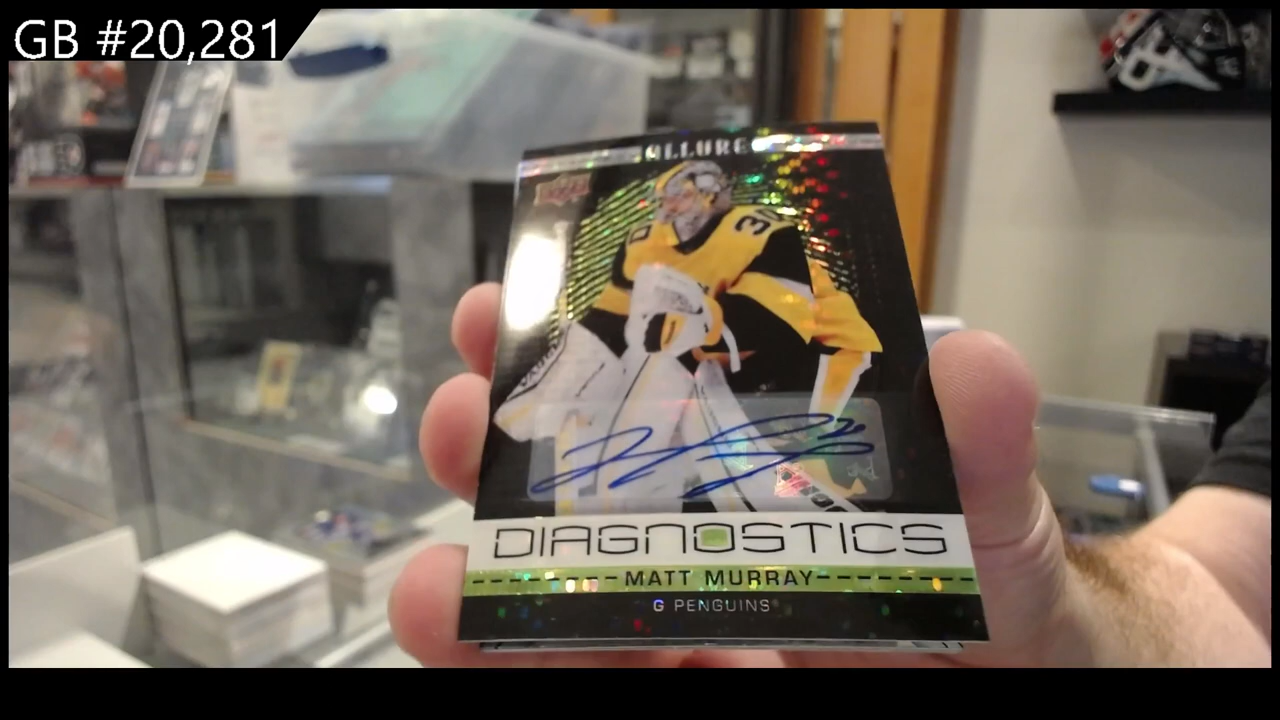 GB #20,281
ALLURE
30
DIAGNOSTICS
MATT MURRAY
G PENGUINS